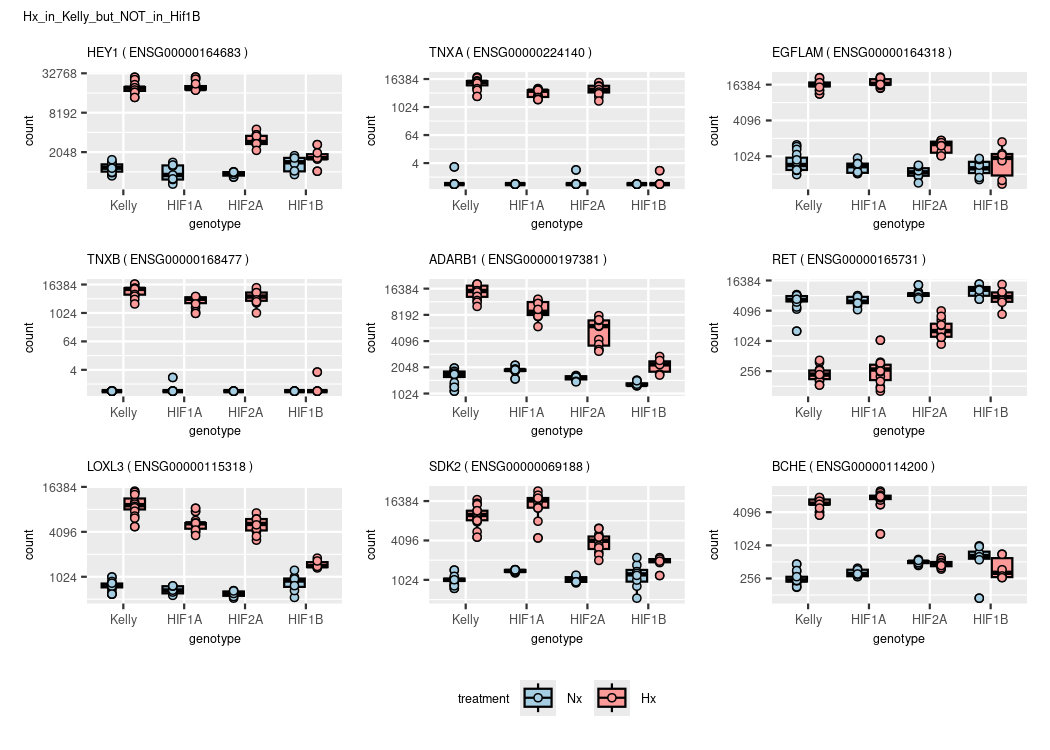 Hx_in_Kelly_but_NOT_in_Hif1B
HEY1 ( ENSG00000164683 )
32768
8192
2048
count
Kelly HIF1A HIF2A HIF1B
genotype
TNXA ( ENSG00000224140 )
16384
1024
64
4
count
Kelly HIF1A HIF2A HIF1B
genotype
EGFLAM ( ENSG00000164318 )
16384
4096
1024
count
Kelly HIF1A HIF2A HIF1B
genotype
TNXB ( ENSG00000168477 )
16384
1024
64
4
count
Kelly HIF1A HIF2A HIF1B
genotype
ADARB1 ( ENSG00000197381 )
16384
8192
4096
2048
1024
count
Kelly HIF1A HIF2A HIF1B
genotype
RET ( ENSG00000165731 )
16384
4096
1024
256
count
Kelly HIF1A HIF2A HIF1B
genotype
LOXL3 ( ENSG00000115318 )
16384
4096
1024
count
Kelly HIF1A HIF2A HIF1B
genotype
SDK2 ( ENSG00000069188 )
16384
4096
1024
count
Kelly HIF1A HIF2A HIF1B
genotype
BCHE ( ENSG00000114200 )
4096
1024
256
count
Kelly HIF1A HIF2A HIF1B
genotype
treatment Nx Hx